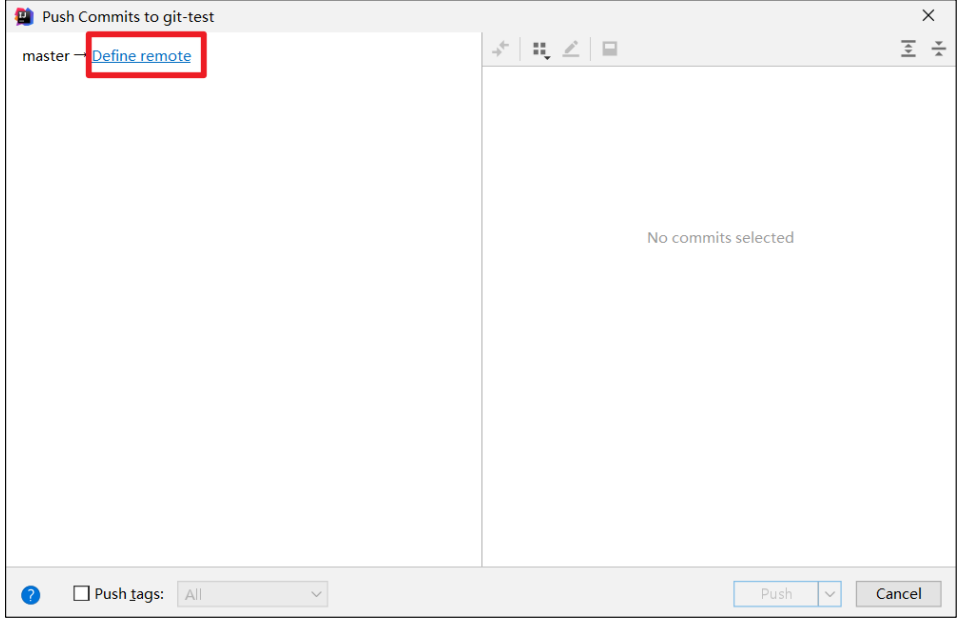 Push Commits to git-test
master → Define remote
No commits selected
Push tags:
All
Push
Cancel